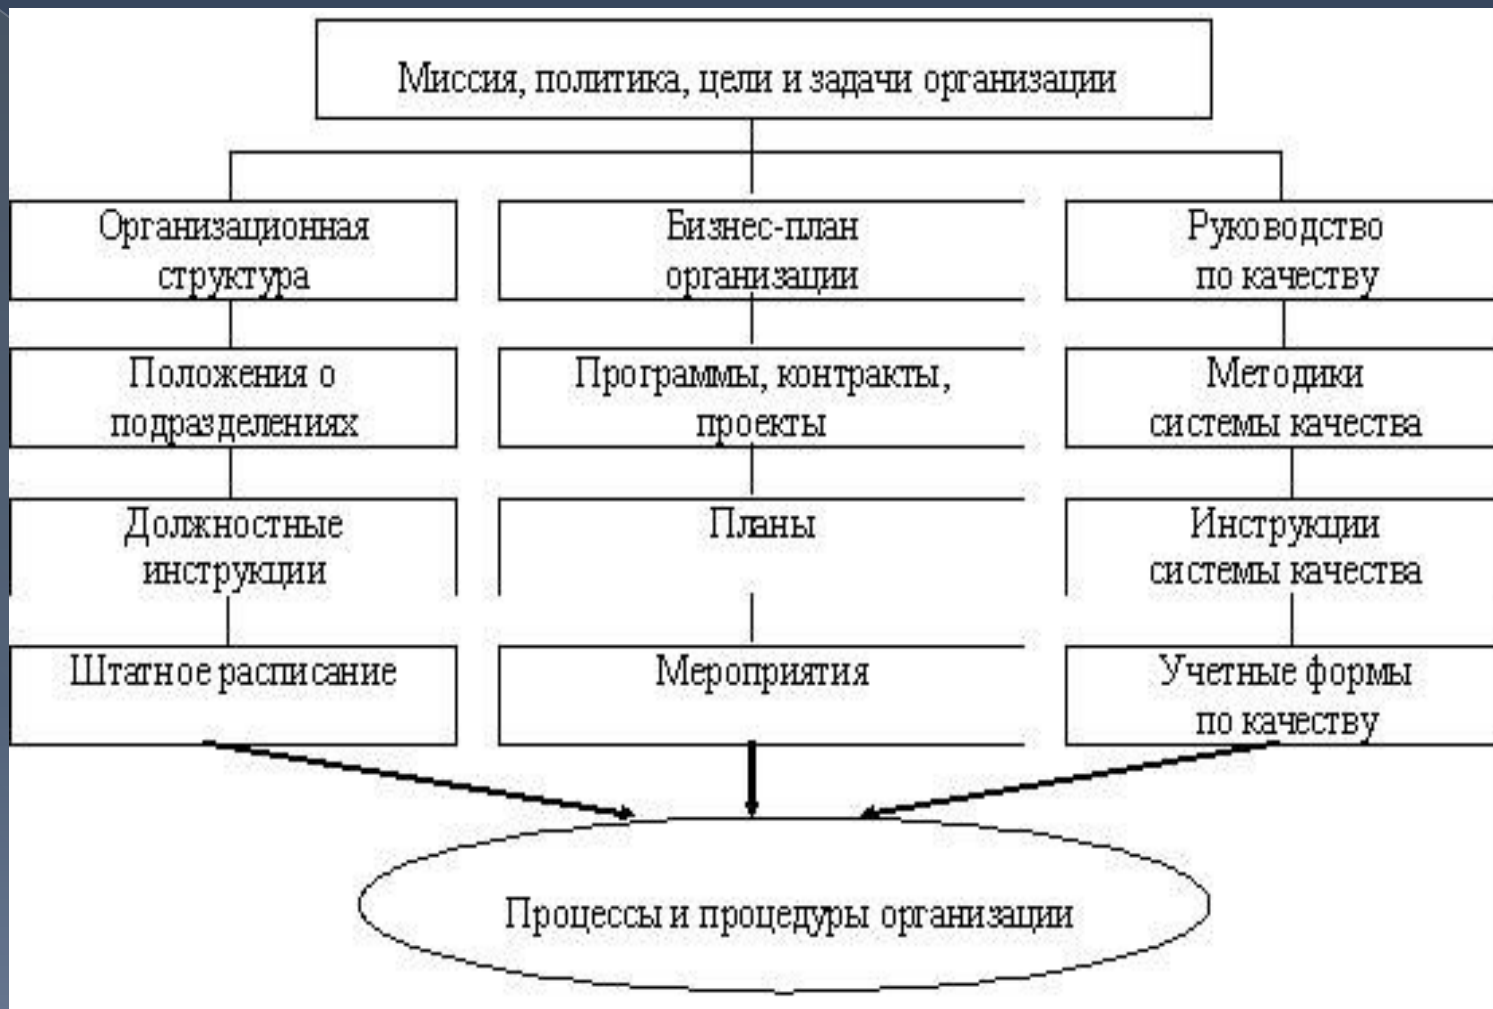 Миссия, политика, цели и задачи организации
Организационная
структура
Бизнес-план
организации
Руководство
по качеству
Положения о
подразделениях
Программы, контракты,
проекты
Методики
системы качества
Должностные
инструкции
Планы
Инструкции
системы качества
Штатное расписание
Мероприятия
Учетные формы
по качеству
Процессы и процедуры организации